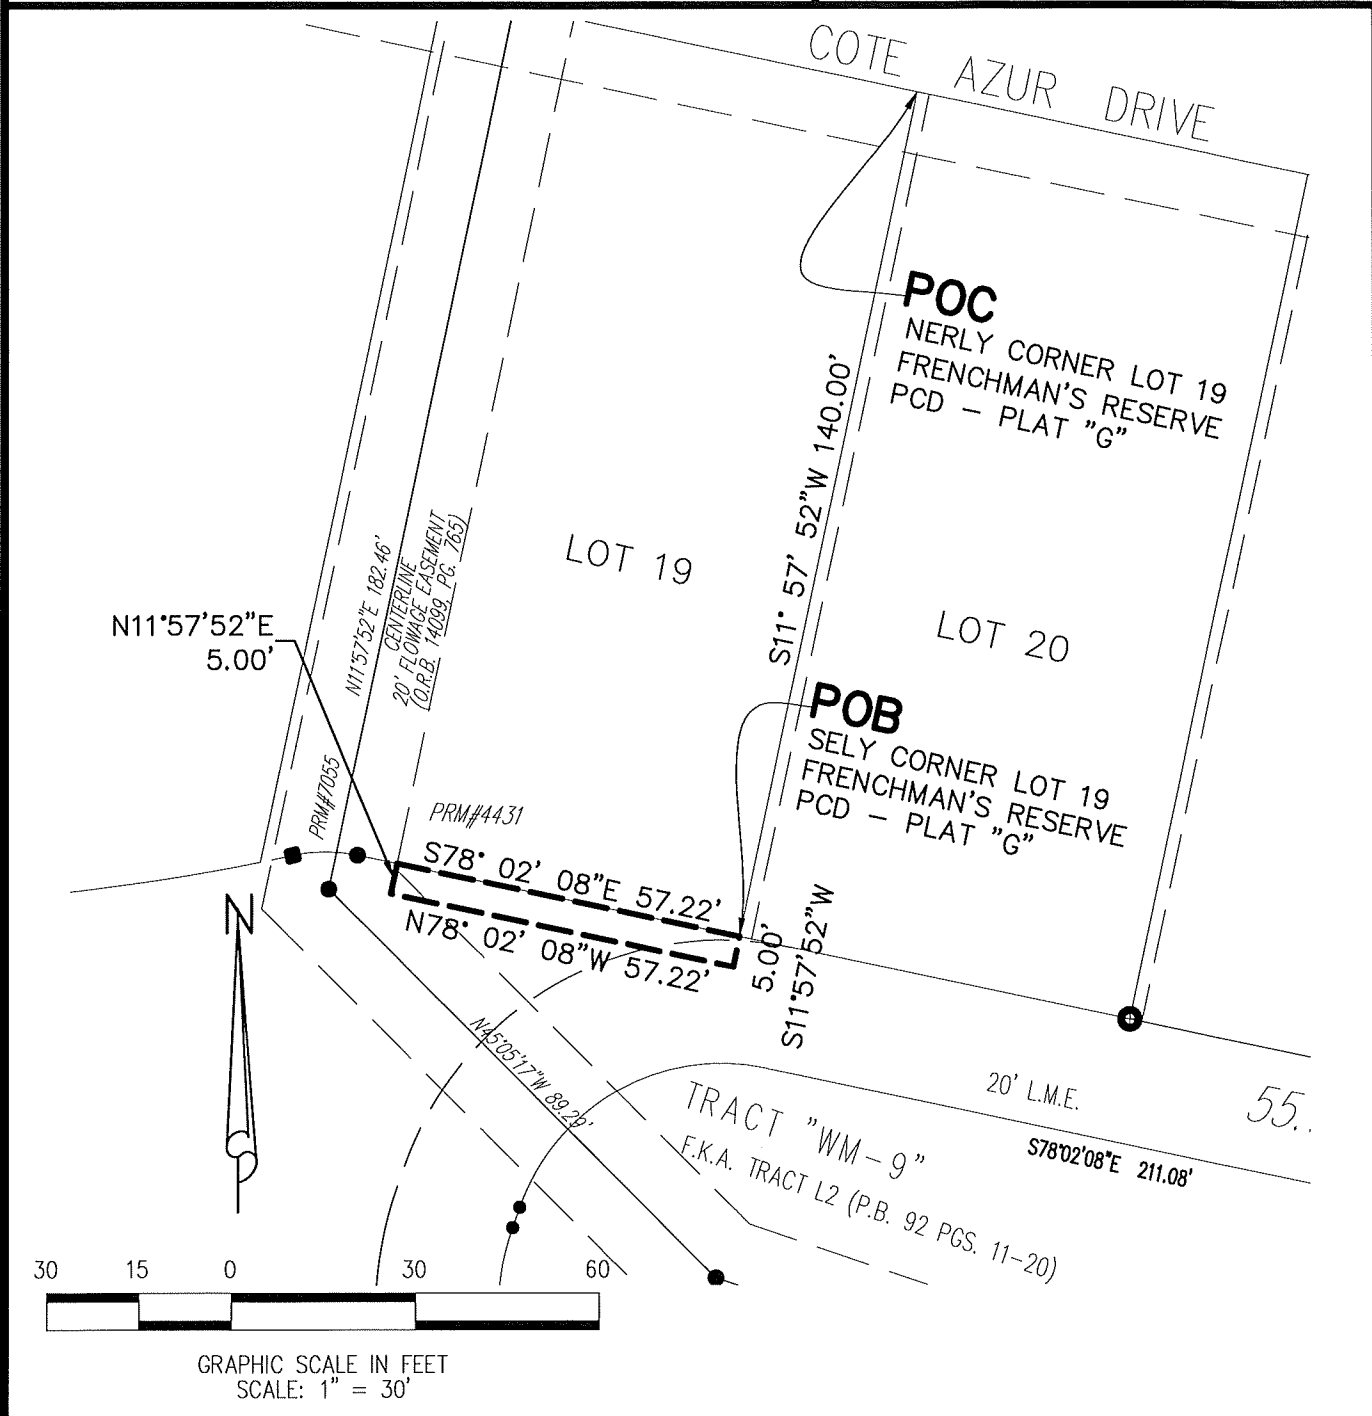 COTE AZUR DRIVE
POC
NERLY CORNER LOT 19
FRENCHMAN'S RESERVE
PCD – PLAT "G"
S11° 57' 52"W 140.00'
LOT 19
LOT 20
N11°57'52"E 182.46'
CENTERLINE
20' FLOWAGE EASEMENT
(O.R.B. 14099, PG. 765)
N11°57'52"E
5.00'
POB
SELY CORNER LOT 19
FRENCHMAN'S RESERVE
PCD – PLAT "G"
PRM#7055
PRM#4431
S78° 02' 08"E 57.22'
N78° 02' 08"W 57.22'
5.00'
S11°57'52"W
N
N45°05'17"W 89.29'
20' L.M.E.
55..
S78°02'08"E 211.08'
TRACT "WM–9"
F.K.A. TRACT L2 (P.B. 92 PGS. 11–20)
30 15 0 30 60
GRAPHIC SCALE IN FEET
SCALE: 1" = 30'